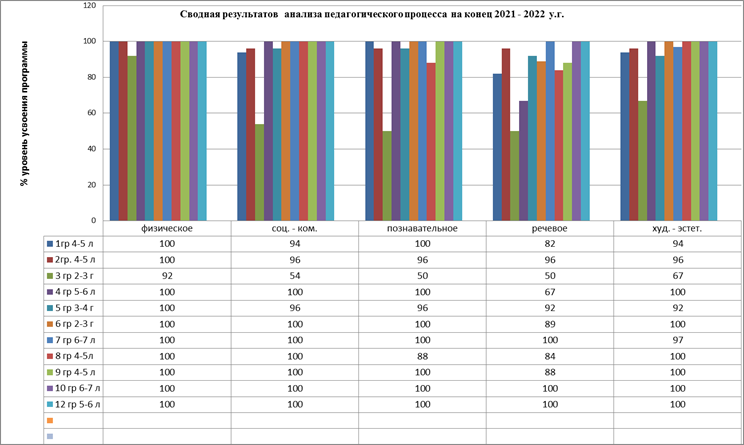 Сводная результатов анализа педагогического процесса на конец 2021 - 2022 у.г.
% уровень усвоения программы
120
100
80
60
40
20
0
физическое соц. - ком. познавательное речевое худ. - эстет.
1гр 4-5 л 100 94 100 82 94
2гр. 4-5 л 100 96 96 96 96
3 гр 2-3 г 92 54 50 50 67
4 гр 5-6 л 100 100 100 67 100
5 гр 3-4 г 100 96 96 92 92
6 гр 2-3 г 100 100 100 89 100
7 гр 6-7 л 100 100 100 100 97
8 гр 4-5л 100 100 88 84 100
9 гр 4-5 л 100 100 100 88 100
10 гр 6-7 л 100 100 100 100 100
12 гр 5-6 л 100 100 100 100 100